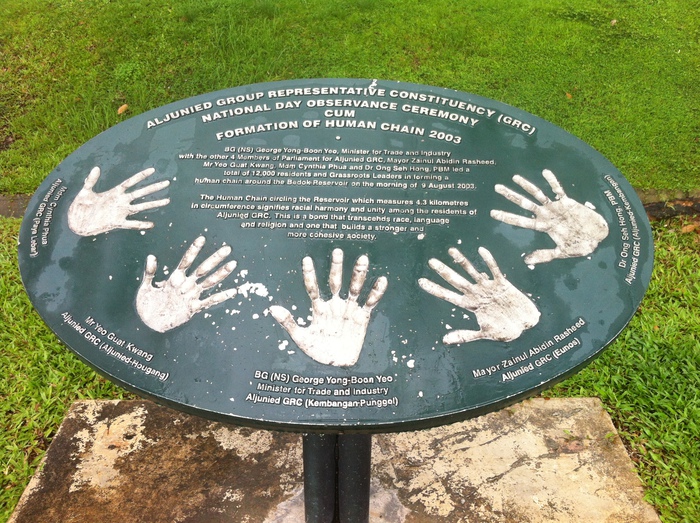 ALJUNIED GROUP REPRESENTATIVE CONSTITUENCY (GRC)
NATIONAL DAY OBSERVANCE CEREMONY
CUM
FORMATION OF HUMAN CHAIN 2003
BG (NS) George Yong-Boon Yeo, Minister for Trade and Industry
with the other 4 Members of Parliament for Aljunied GRC, Mayor Zainul Abidin Rasheed,
Mr Yeo Guat Kwang, Mdm Cynthia Phua and Dr Ong Seh Hong, PBM led a
total of 12,000 residents and Grassroots Leaders in forming a
human chain around the Bedok Reservoir on the morning of 9 August 2003.
The Human Chain circling the Reservoir which measures 4.3 kilometres
in circumference signifies racial harmony and unity among the residents of
Aljunied GRC. This is a bond that transcends race, language
and religion and one that builds a stronger and
more cohesive society.
Mdm Cynthia Phua
Aljunied GRC (Paya Lebar)
Mr Yeo Guat Kwang
Aljunied GRC (Aljunied-Hougang)
BG (NS) George Yong-Boon Yeo
Minister for Trade and Industry
Aljunied GRC (Kembangan-Punggol)
Mayor Zainul Abidin Rasheed
Aljunied GRC (Eunos)
Dr Ong Seh Hong, PBM
Aljunied GRC (Aljunied-Kembangan)